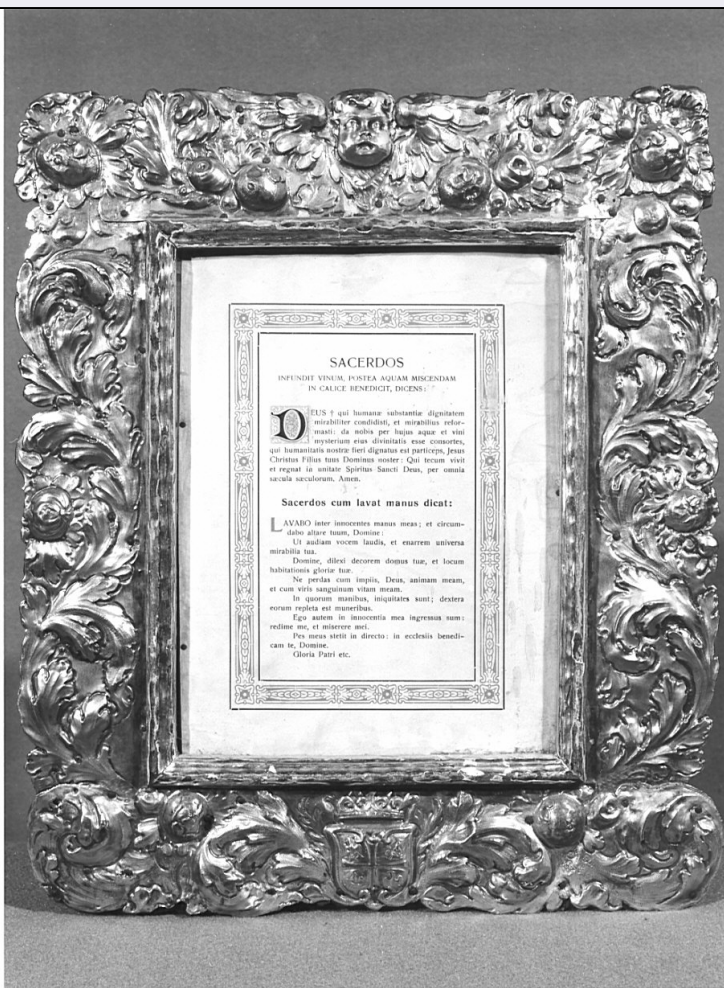 SACERDOS
INFUNDIT VINUM, POSTEA AQUAM MISCENDAM
IN CALICE BENEDICIT, DICENS:
DEUS † qui humanæ substantiæ dignitatem
mirabiliter condidisti, et mirabilius refor-
masti: da nobis per hujus aquæ et vini
mysterium eius divinitatis esse consortes,
qui humanitatis nostræ fieri dignatus est particeps, Jesus
Christus Filius tuus Dominus noster: Qui tecum vivit
et regnat in unitate Spiritus Sancti Deus, per omnia
sæcula sæculorum. Amen.
Sacerdos cum lavat manus dicat:
LAVABO inter innocentes manus meas; et circum-
dabo altare tuum, Domine:
Ut audiam vocem laudis, et enarrem universa
mirabilia tua.
Domine, dilexi decorem domus tuæ, et locum
habitationis gloriæ tuæ.
Ne perdas cum impiis, Deus, animam meam,
et cum viris sanguinum vitam meam.
In quorum manibus, iniquitates sunt; dextera
eorum repleta est muneribus.
Ego autem in innocentia mea ingressus sum:
redime me, et miserere mei.
Pes meus stetit in directo: in ecclesiis benedi-
cam te, Domine.
Gloria Patri etc.